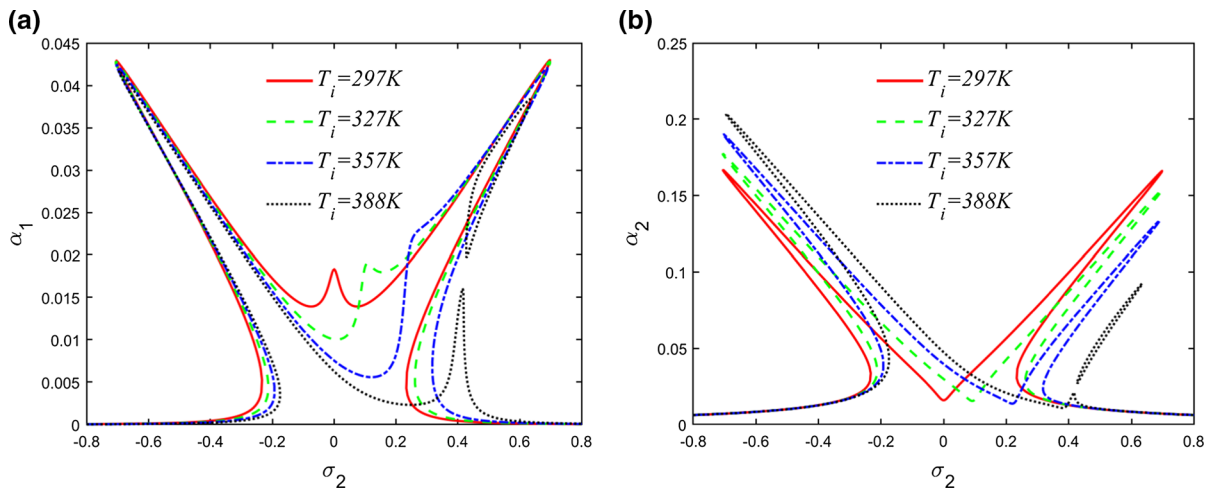 (a)
0.045
0.04
0.035
0.03
0.025
0.02
0.015
0.01
0.005
0
α1
-0.8 -0.6 -0.4 -0.2 0 0.2 0.4 0.6 0.8
σ2
Ti=297K
Ti=327K
Ti=357K
Ti=388K
(b)
0.25
0.2
0.15
0.1
0.05
0
α2
-0.8 -0.6 -0.4 -0.2 0 0.2 0.4 0.6 0.8
σ2
Ti=297K
Ti=327K
Ti=357K
Ti=388K